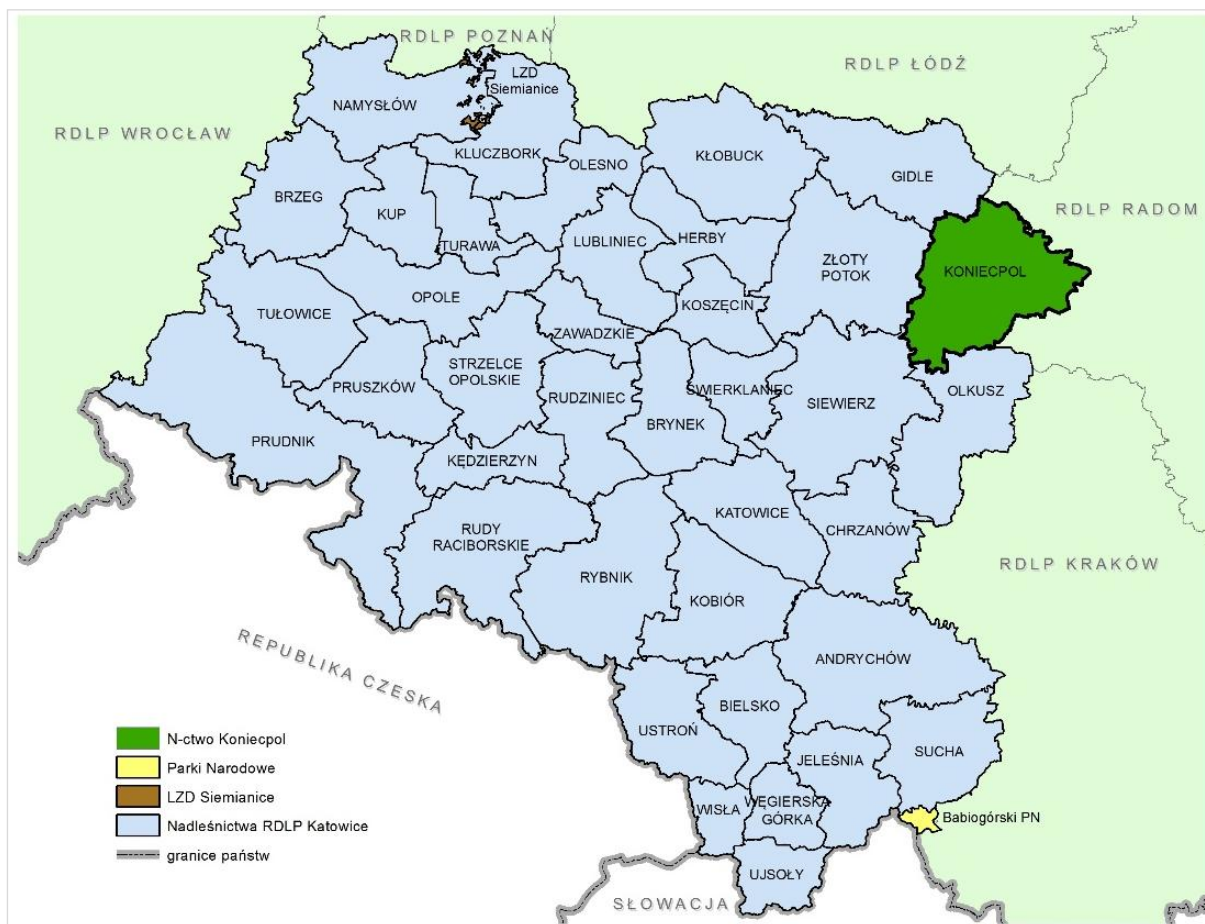 RDLP POZNAŃ
RDLP ŁÓDŹ
LZD
Siemianice
NAMYSŁÓW
RDLP WROCŁAW
KLUCZBORK
OLESNO
KŁOBUCK
GIDLE
BRZEG
KUP
TURAWA
LUBLINIEC
HERBY
RDLP RADOM
ZŁOTY
POTOK
KONIECPOL
OPOLE
KOSZĘCIN
TUŁOWICE
ZAWADZKIE
STRZELCE
OPOLSKIE
PRUSZKÓW
RUDZINIEC
ŚWIERKLANIEC
SIEWIERZ
OLKUSZ
BRYNEK
PRUDNIK
KĘDZIERZYN
KATOWICE
CHRZANÓW
RUDY
RACIBORSKIE
RDLP KRAKÓW
RYBNIK
KOBIÓR
REPUBLIKA CZESKA
ANDRYCHÓW
BIELSKO
USTROŃ
JELEŚNIA
SUCHA
WISŁA
WĘGIERSKA
GÓRKA
Babiogórski PN
UJSOŁY
SŁOWACJA
N-ctwo Koniecpol
Parki Narodowe
LZD Siemianice
Nadleśnictwa RDLP Katowice
granice państw